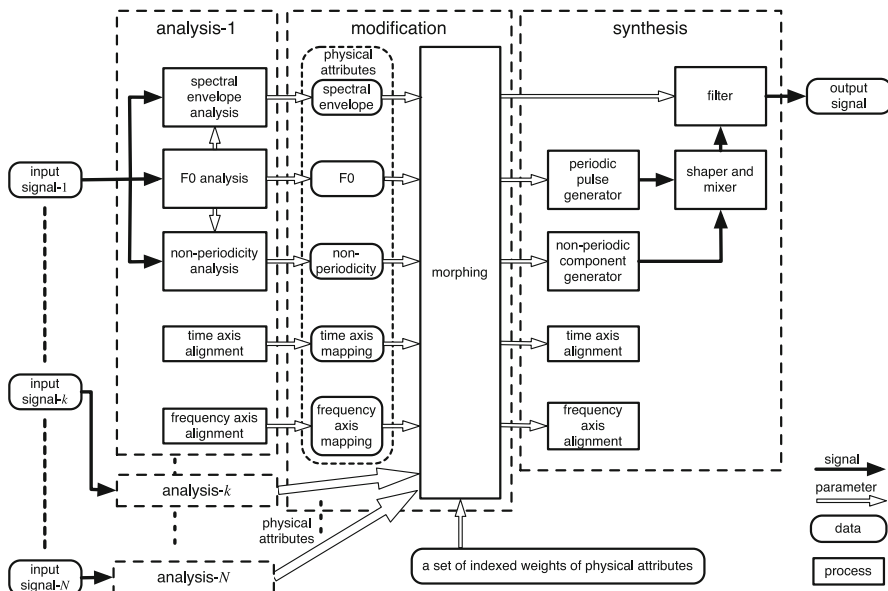 analysis-1
modification
synthesis
physical
attributes
spectral
envelope
analysis
spectral
envelope
filter
output
signal
input
signal-1
F0 analysis
F0
periodic
pulse
generator
shaper and
mixer
non-periodicity
analysis
non-
periodicity
morphing
non-periodic
component
generator
time axis
alignment
time axis
mapping
time axis
alignment
input
signal-k
frequency axis
alignment
frequency
axis
mapping
frequency
axis
alignment
signal
parameter
data
process
analysis-k
physical
attributes
input
signal-N
analysis-N
a set of indexed weights of physical attributes